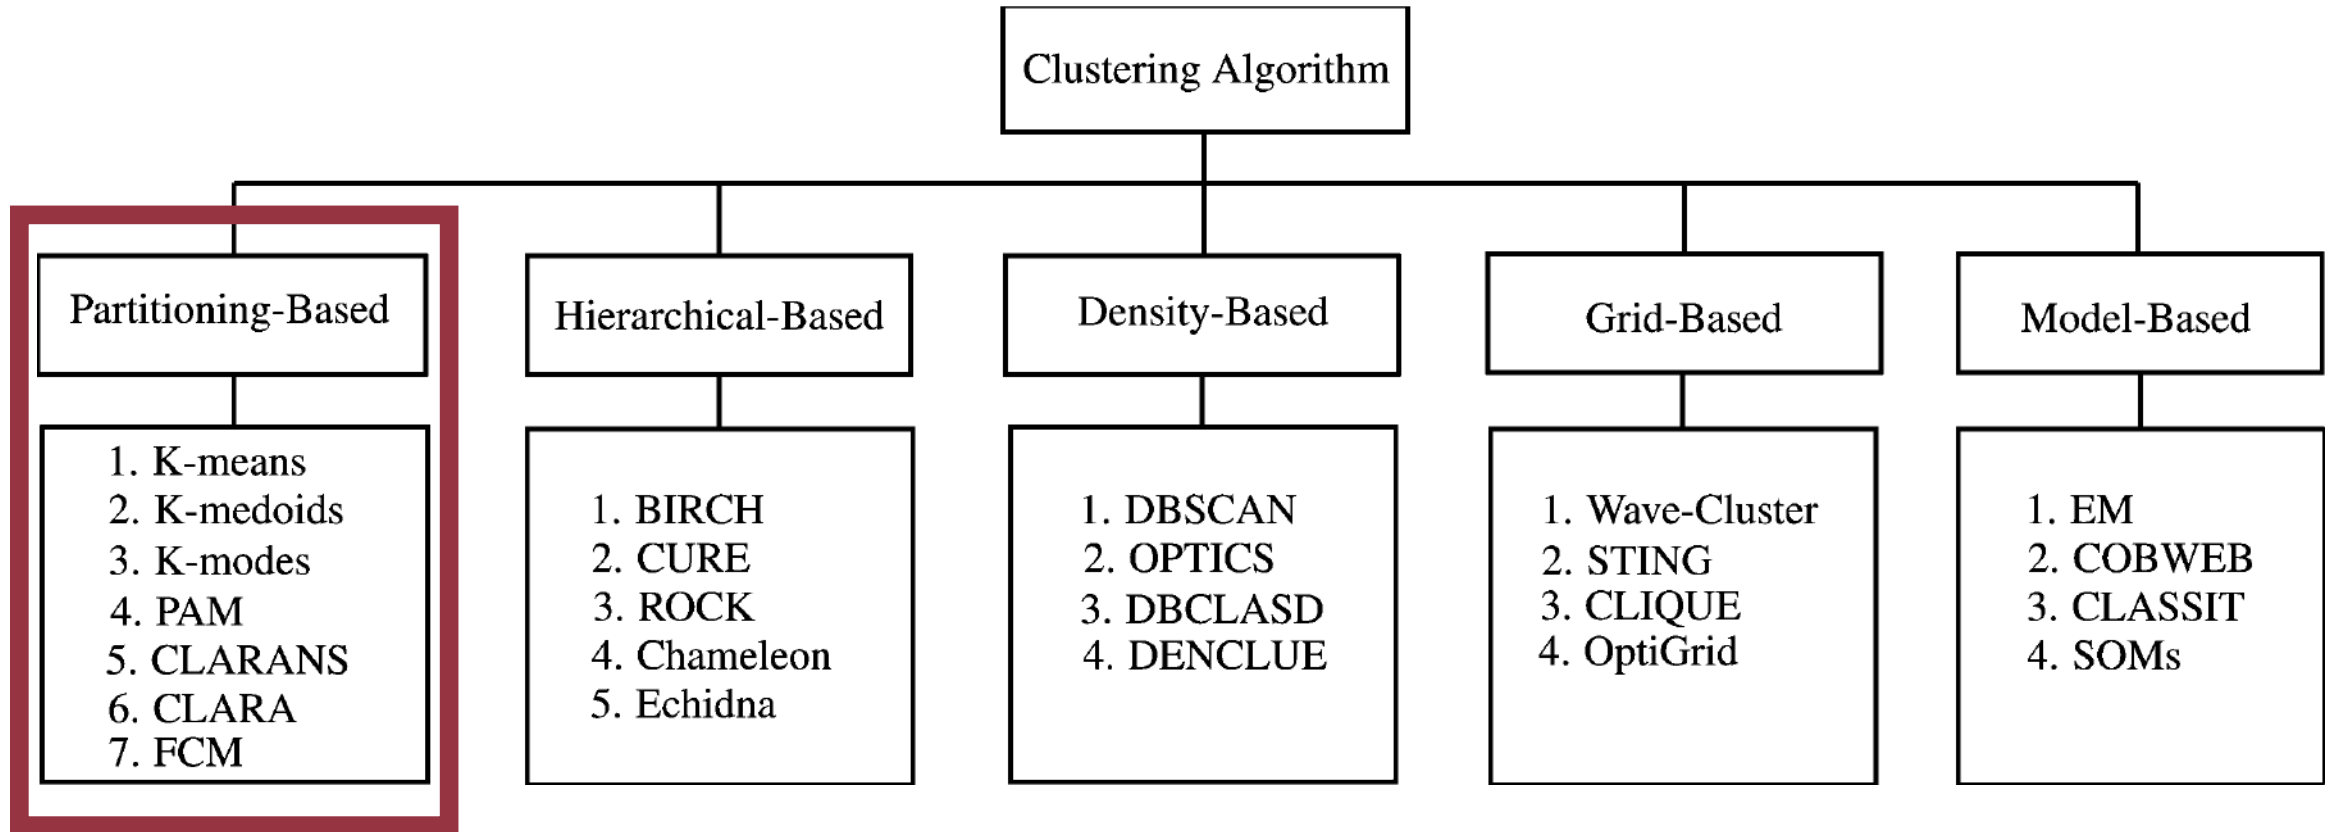 Clustering Algorithm
Partitioning-Based
1. K-means
2. K-medoids
3. K-modes
4. PAM
5. CLARANS
6. CLARA
7. FCM
Hierarchical-Based
1. BIRCH
2. CURE
3. ROCK
4. Chameleon
5. Echidna
Density-Based
1. DBSCAN
2. OPTICS
3. DBCLASD
4. DENCLUE
Grid-Based
1. Wave-Cluster
2. STING
3. CLIQUE
4. OptiGrid
Model-Based
1. EM
2. COBWEB
3. CLASSIT
4. SOMs